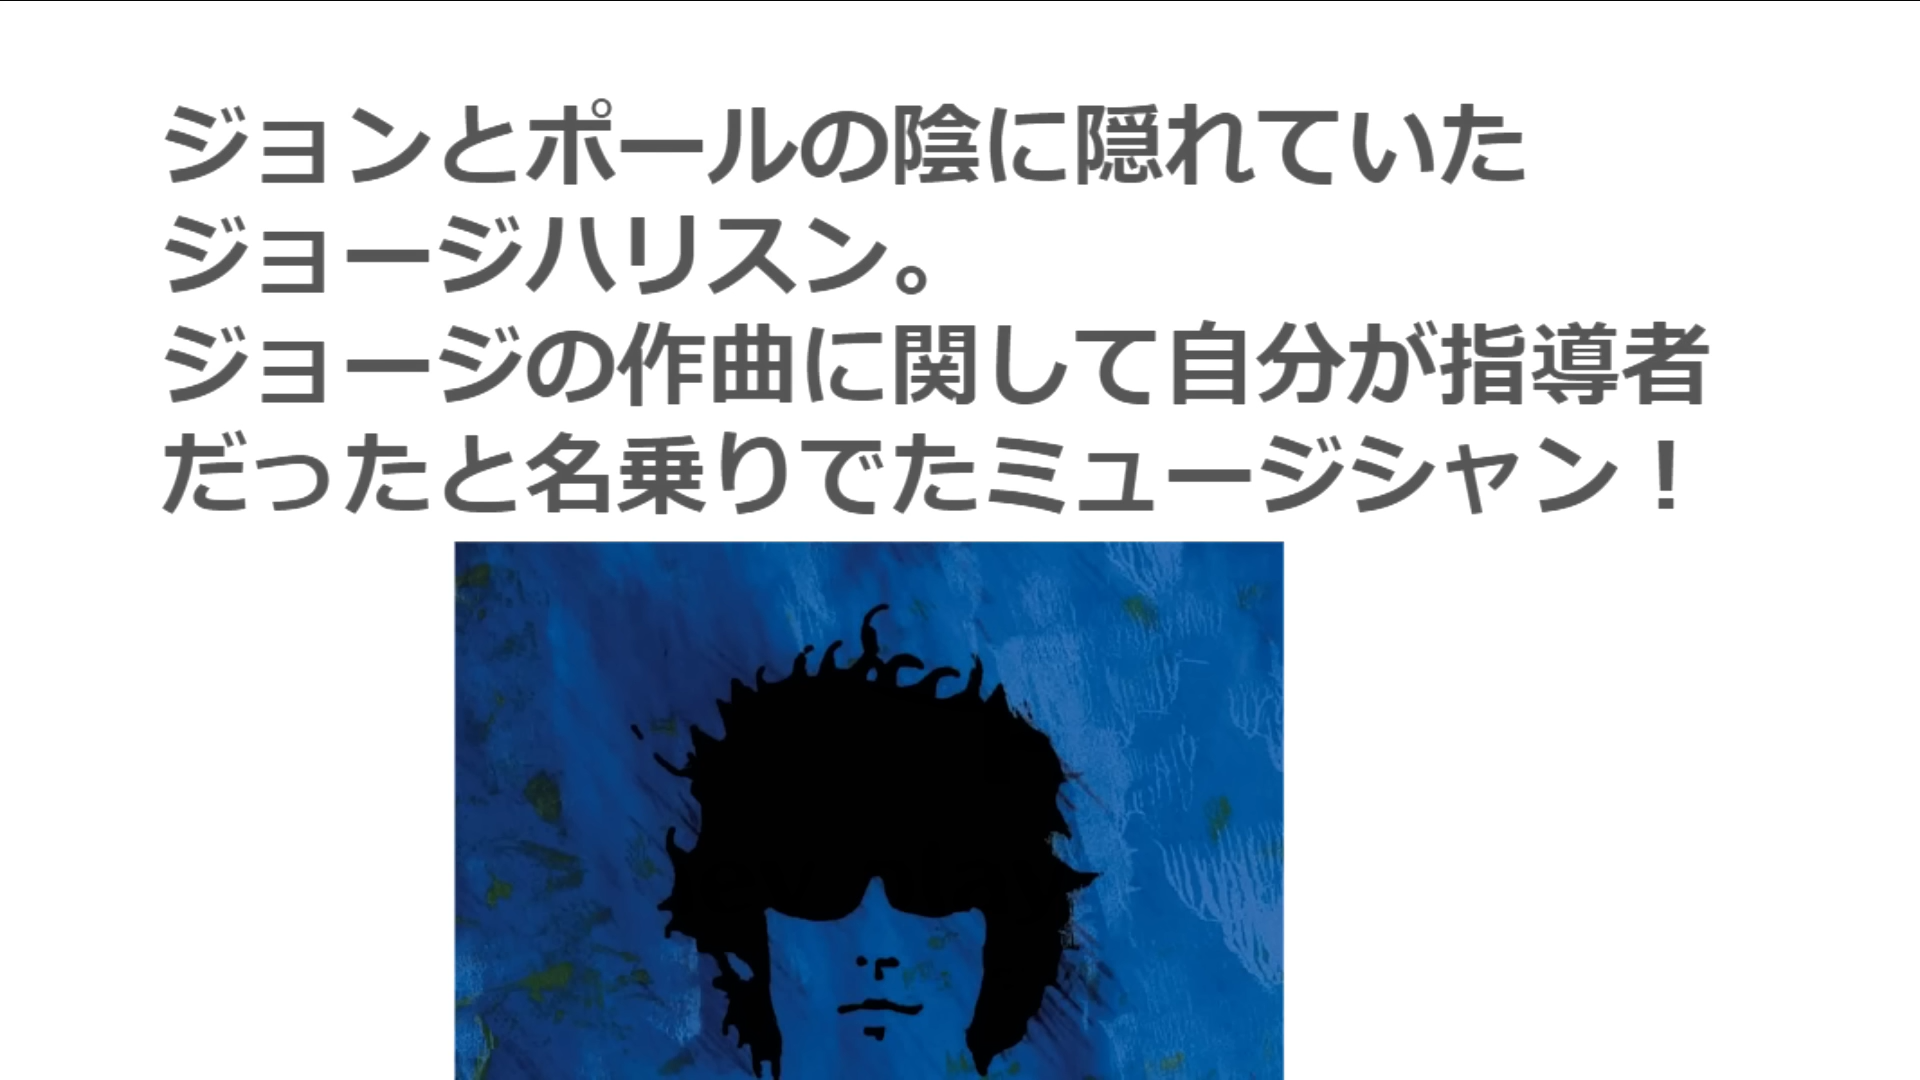 ジョンとポールの陰に隠れていた
ジョージハリスン。
ジョージの作曲に関して自分が指導者
だったと名乗りでたミュージシャン！